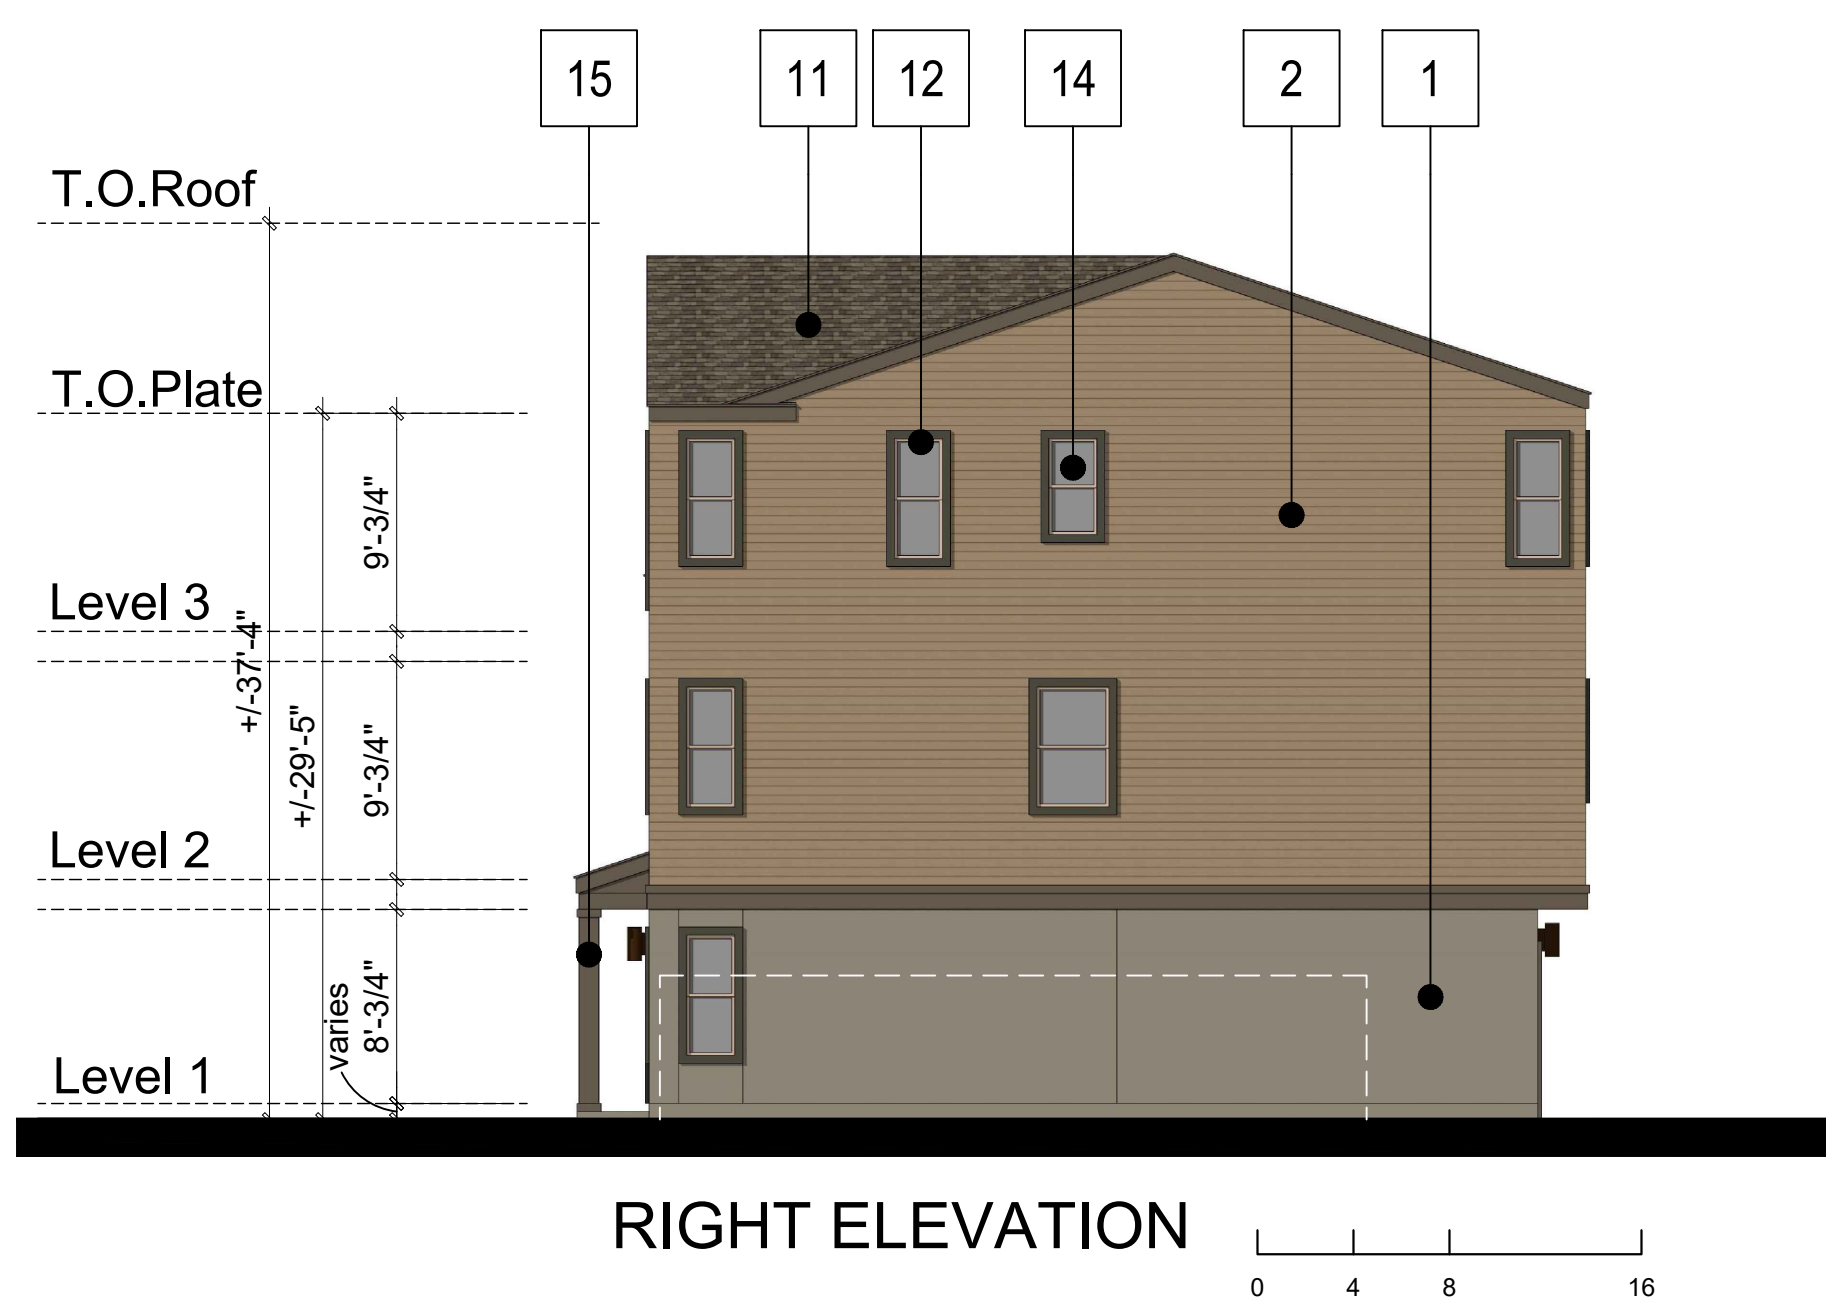 15 11 12 14 2 1
T.O.Roof
T.O.Plate
9'-3/4"
Level 3
+/-37'-4"
+/-29'-5"
9'-3/4"
Level 2
varies
8'-3/4"
Level 1
RIGHT ELEVATION
0 4 8 16